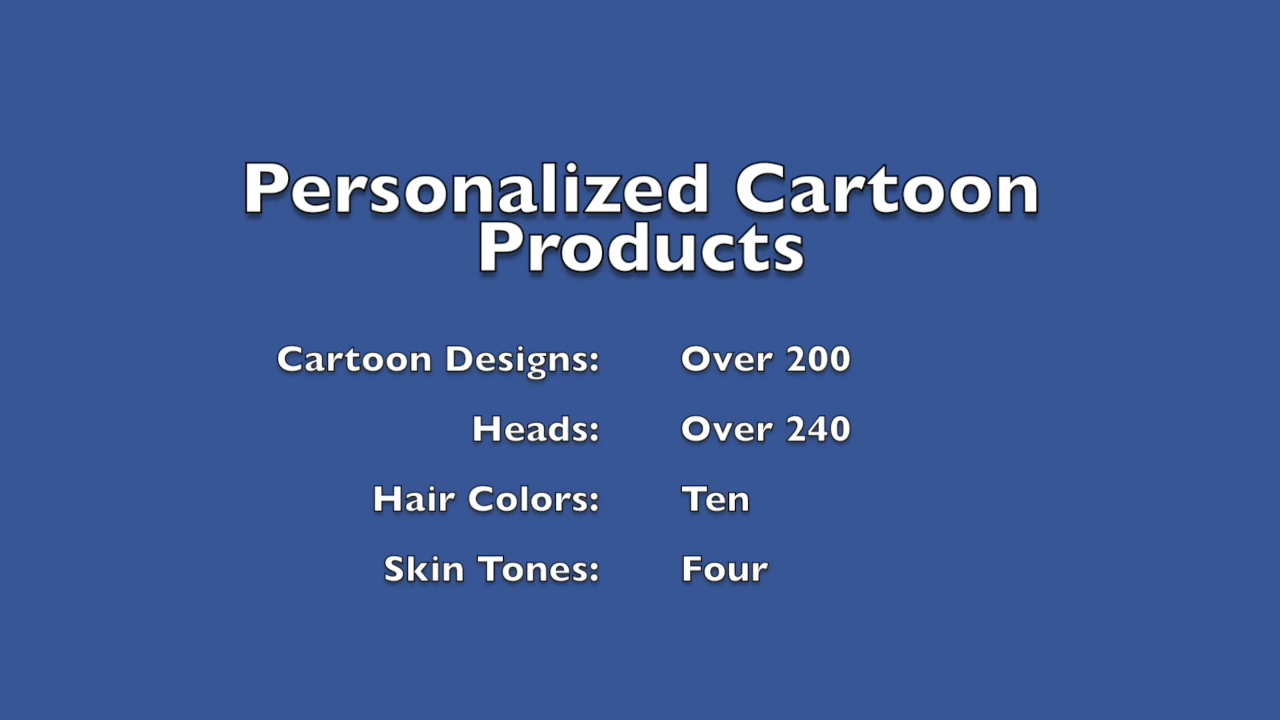 Personalized Cartoon
Products
Cartoon Designs: Over 200
Heads: Over 240
Hair Colors: Ten
Skin Tones: Four